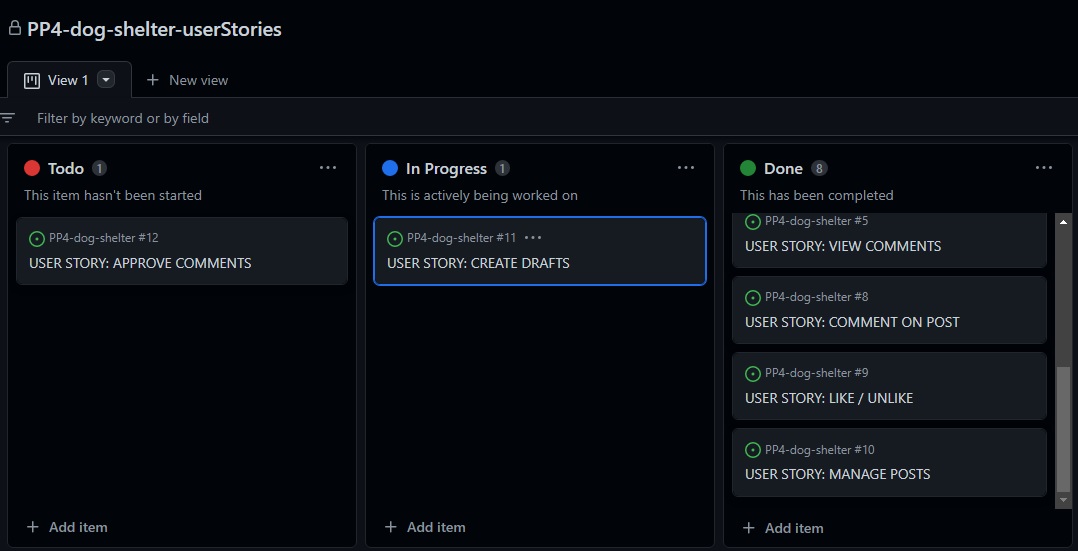 PP4-dog-shelter-userStories
View 1
New view
Filter by keyword or by field
Todo 1
This item hasn't been started
PP4-dog-shelter #12
USER STORY: APPROVE COMMENTS
Add item
In Progress 1
This is actively being worked on
PP4-dog-shelter #11
USER STORY: CREATE DRAFTS
Add item
Done 8
This has been completed
PP4-dog-shelter #5
USER STORY: VIEW COMMENTS
PP4-dog-shelter #8
USER STORY: COMMENT ON POST
PP4-dog-shelter #9
USER STORY: LIKE / UNLIKE
PP4-dog-shelter #10
USER STORY: MANAGE POSTS
Add item